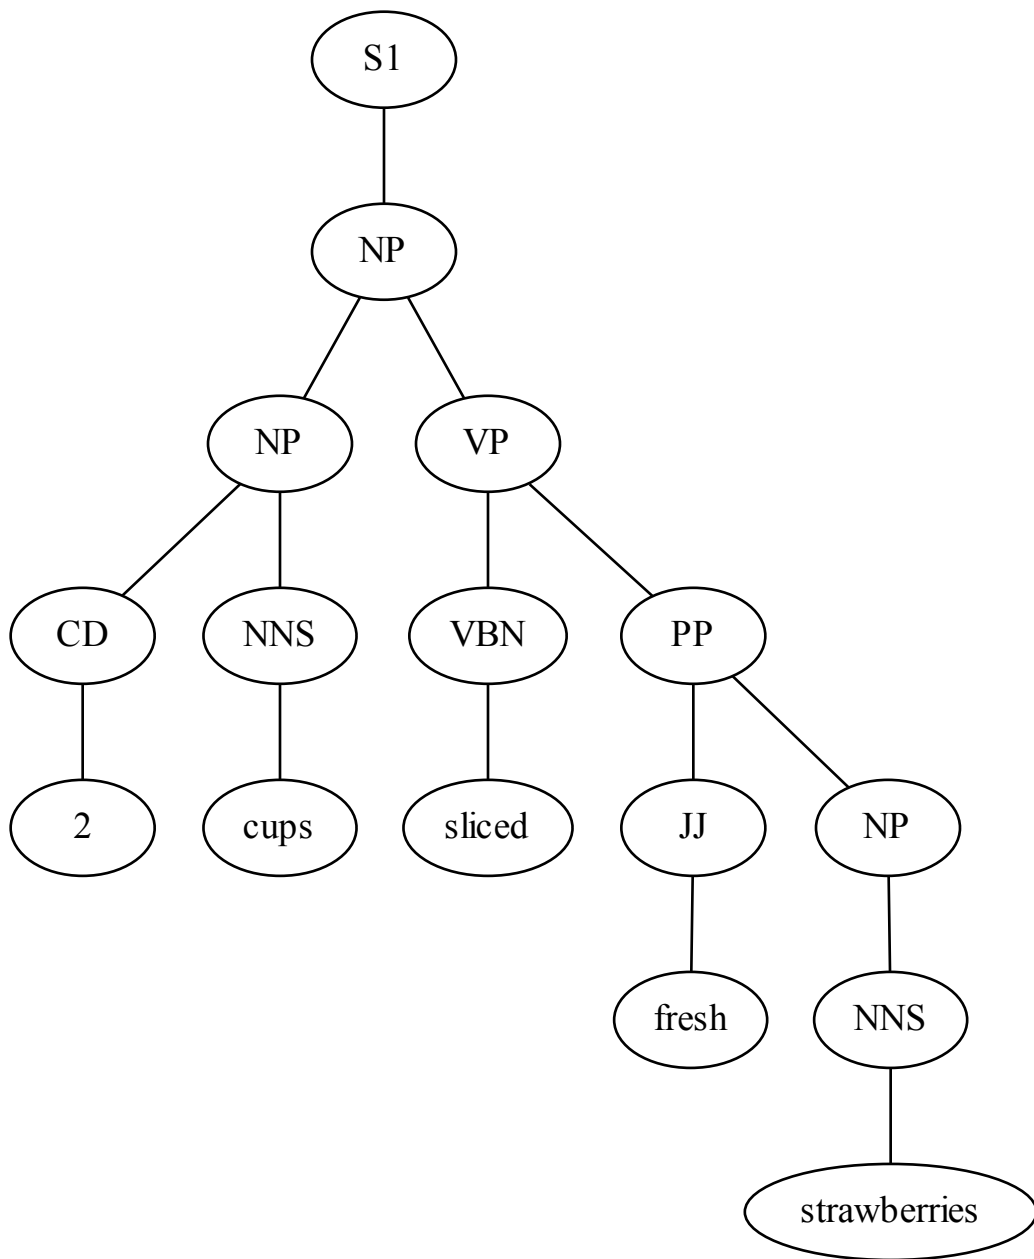 S1
NP
NP VP
CD NNS VBN PP
2 cups sliced JJ NP
fresh NNS
strawberries